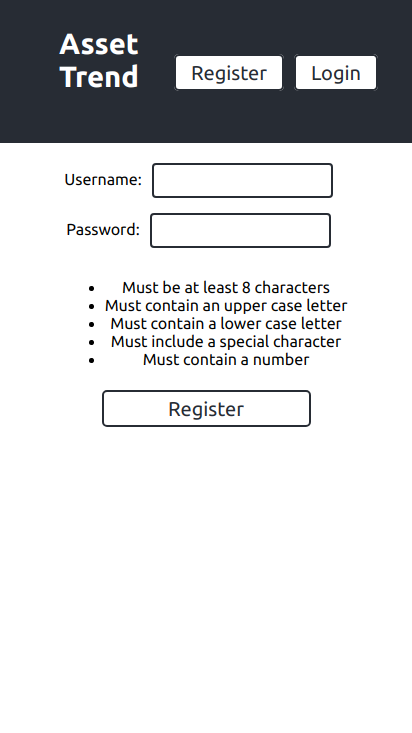 Asset
Trend
Register
Login
Username:
Password:
Must be at least 8 characters
Must contain an upper case letter
Must contain a lower case letter
Must include a special character
Must contain a number
Register